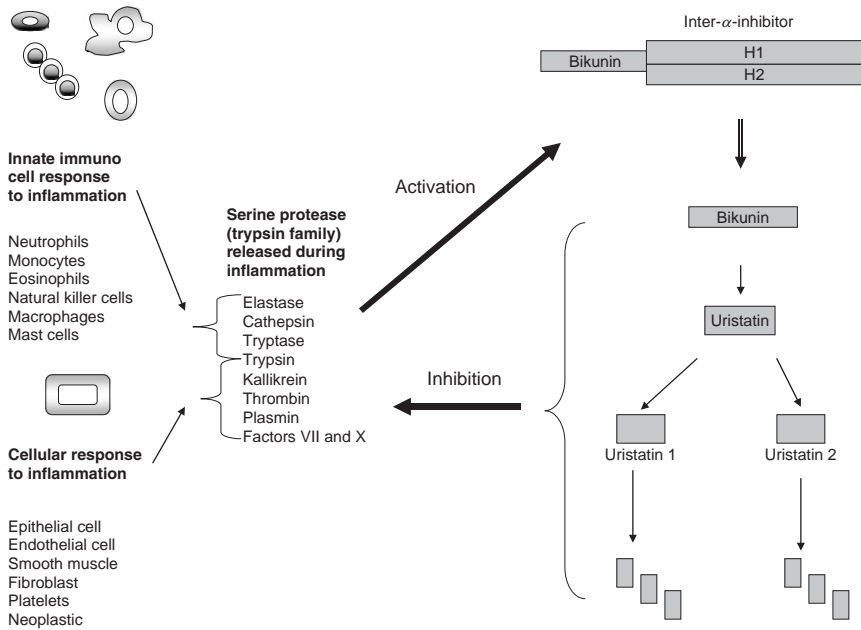 Inter-α-inhibitor
Bikunin
H1
H2
Innate immuno
cell response
to inflammation
Neutrophils
Monocytes
Eosinophils
Natural killer cells
Macrophages
Mast cells
Cellular response
to inflammation
Epithelial cell
Endothelial cell
Smooth muscle
Fibroblast
Platelets
Neoplastic
Serine protease
(trypsin family)
released during
inflammation
Elastase
Cathepsin
Tryptase
Trypsin
Kallikrein
Thrombin
Plasmin
Factors VII and X
Activation
Inhibition
Bikunin
Uristatin
Uristatin 1
Uristatin 2